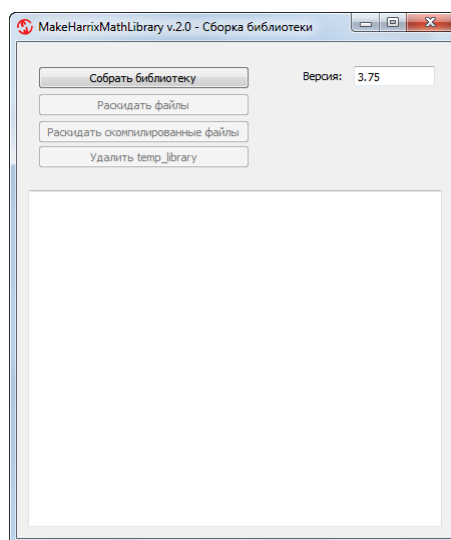 MakeHarrixMathLibrary v.2.0 - Сборка библиотеки
Собрать библиотеку
Версия: 3.75
Раскидать файлы
Раскидать скомпилированные файлы
Удалить temp_library